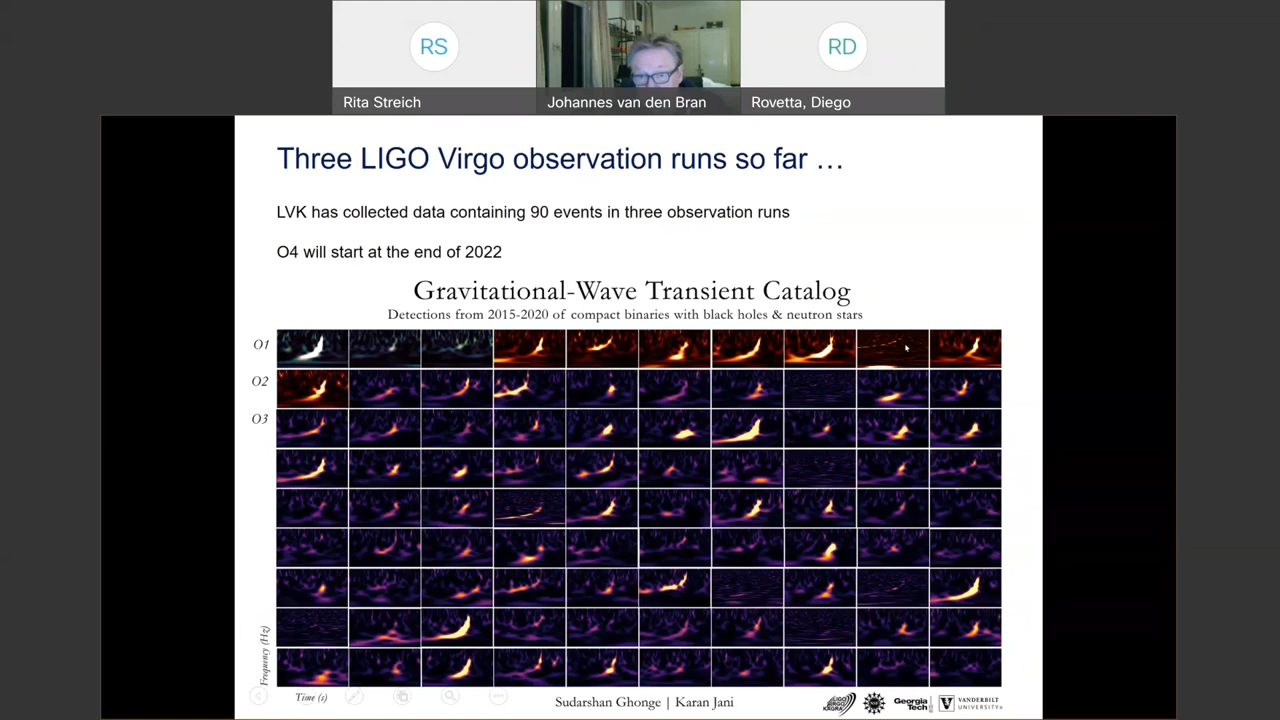 RS
RD
Rita Streich
Johannes van den Bran
Rovetta, Diego
Three LIGO Virgo observation runs so far …
LVK has collected data containing 90 events in three observation runs
O4 will start at the end of 2022
Gravitational-Wave Transient Catalog
Detections from 2015-2020 of compact binaries with black holes & neutron stars
O1
O2
O3
Frequency (Hz)
Time (s)
Sudarshan Ghonge | Karan Jani
LIGO
VIRGO
KAGRA
Georgia
Tech
V
VANDERBILT
UNIVERSITY